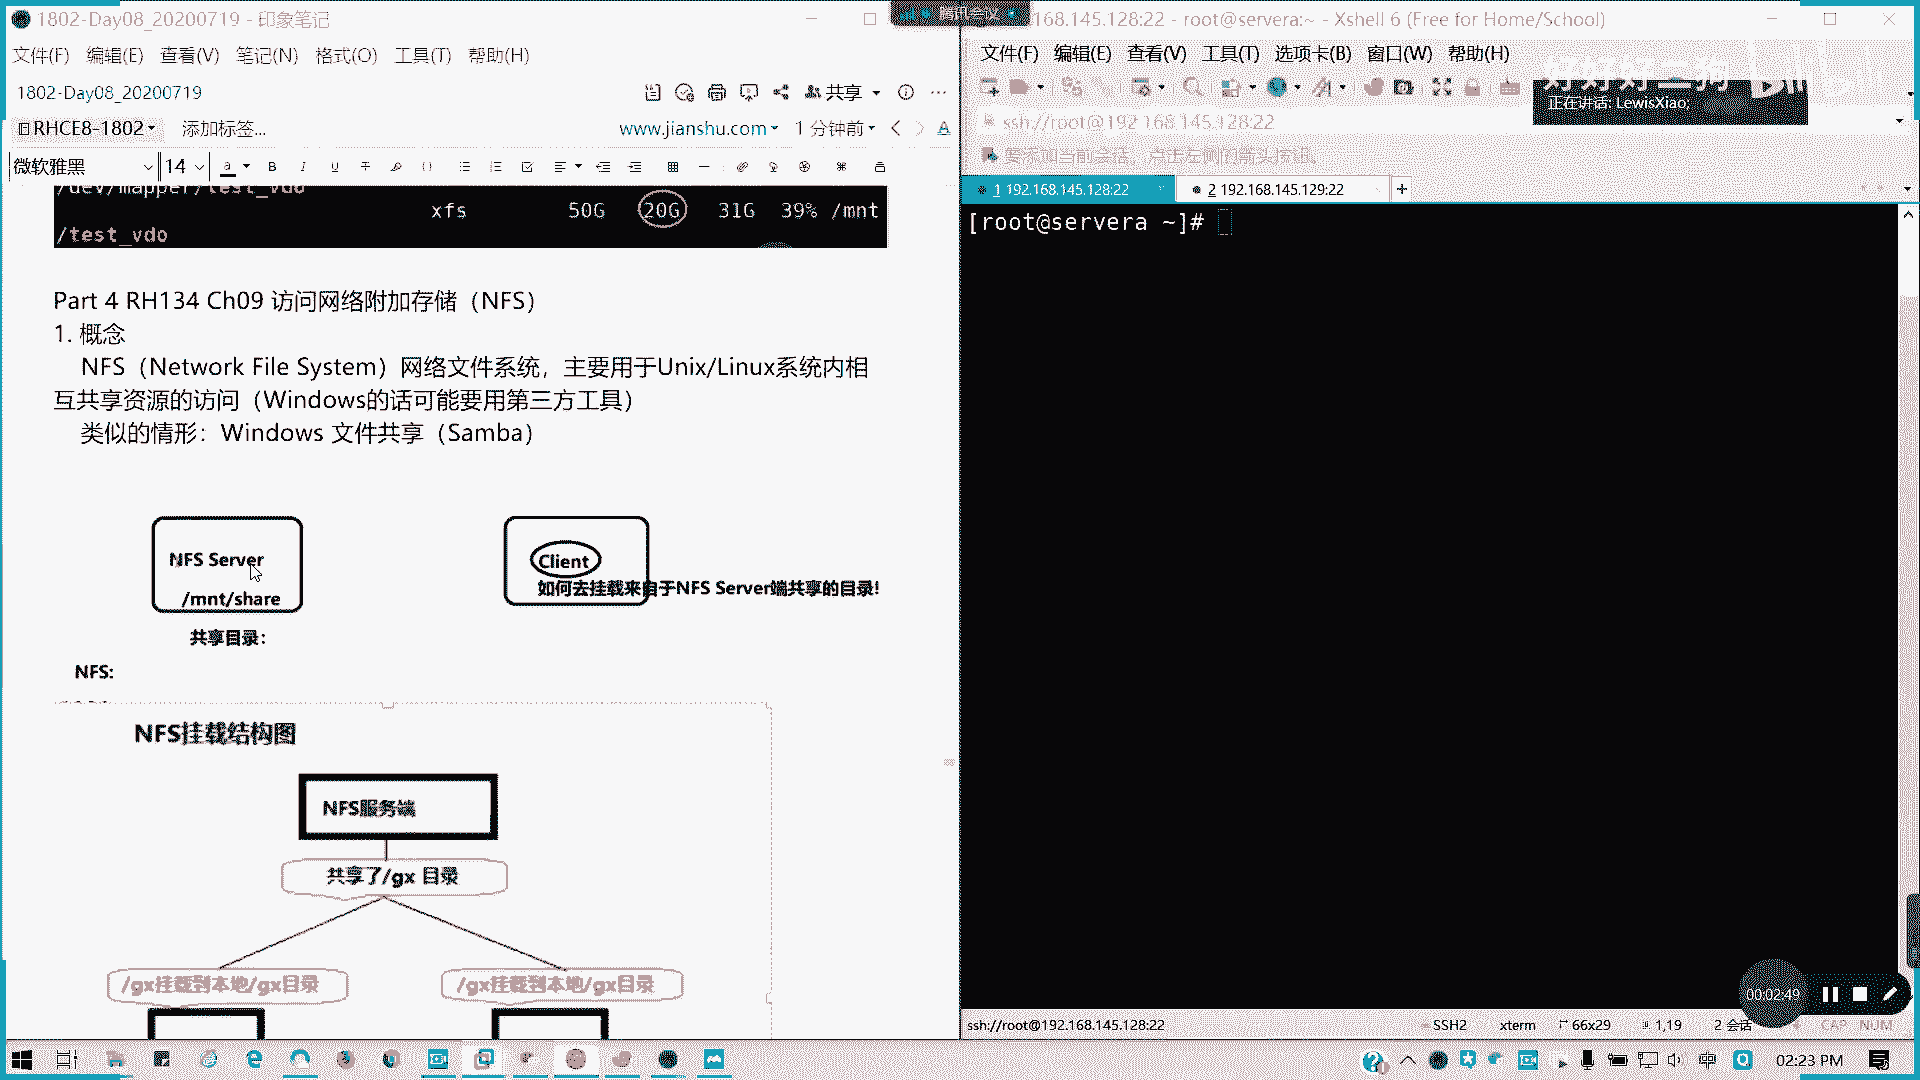 1802-Day08_20200719 - 印象笔记
文件(F) 编辑(E) 查看(V) 笔记(N) 格式(O) 工具(T) 帮助(H)
1802-Day08_20200719
共享
RHCE8-1802
添加标签...
www.jianshu.com
1 分钟前
微软雅黑
14
/dev/mapper/test_vdo
xfs 50G 20G 31G 39% /mnt
/test_vdo
Part 4 RH134 Ch09 访问网络附加存储（NFS）
1. 概念
NFS（Network File System）网络文件系统，主要用于Unix/Linux系统内相
互共享资源的访问（Windows的话可能要用第三方工具）
类似的情形：Windows 文件共享（Samba）
NFS Server
/mnt/share
共享目录：
Client
如何去挂载来自于NFS Server端共享的目录!
NFS:
NFS挂载结构图
NFS服务端
共享了/gx 目录
/gx挂载到本地/gx目录
/gx挂载到本地/gx目录
腾讯会议
168.145.128:22 - root@servera:~ - Xshell 6 (Free for Home/School)
文件(F) 编辑(E) 查看(V) 工具(T) 选项卡(B) 窗口(W) 帮助(H)
正在讲话: LewisXiao;
ssh://root@192.168.145.128:22
要添加当前会话，点击左侧的箭头按钮。
1 192.168.145.128:22
2 192.168.145.129:22
[root@servera ~]#
00:02:49
ssh://root@192.168.145.128:22
SSH2
xterm
66x29
1,19
2 会话
CAP NUM
中
02:23 PM